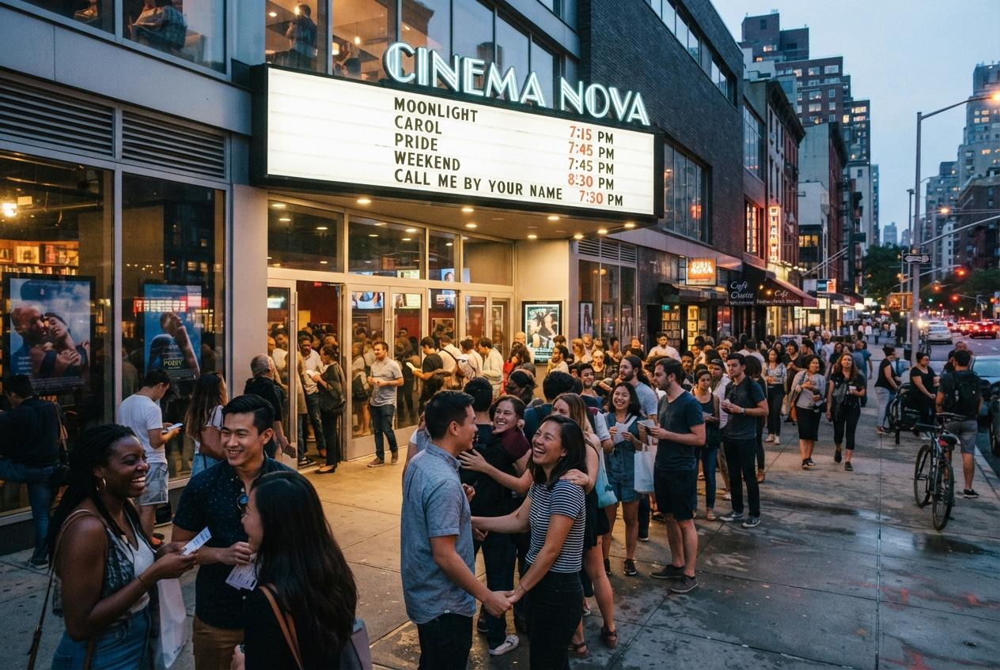 CINEMA NOVA
MOONLIGHT 7:15 PM
CAROL 7:45 PM
PRIDE 7:45 PM
WEEKEND 8:30 PM
CALL ME BY YOUR NAME 7:30 PM